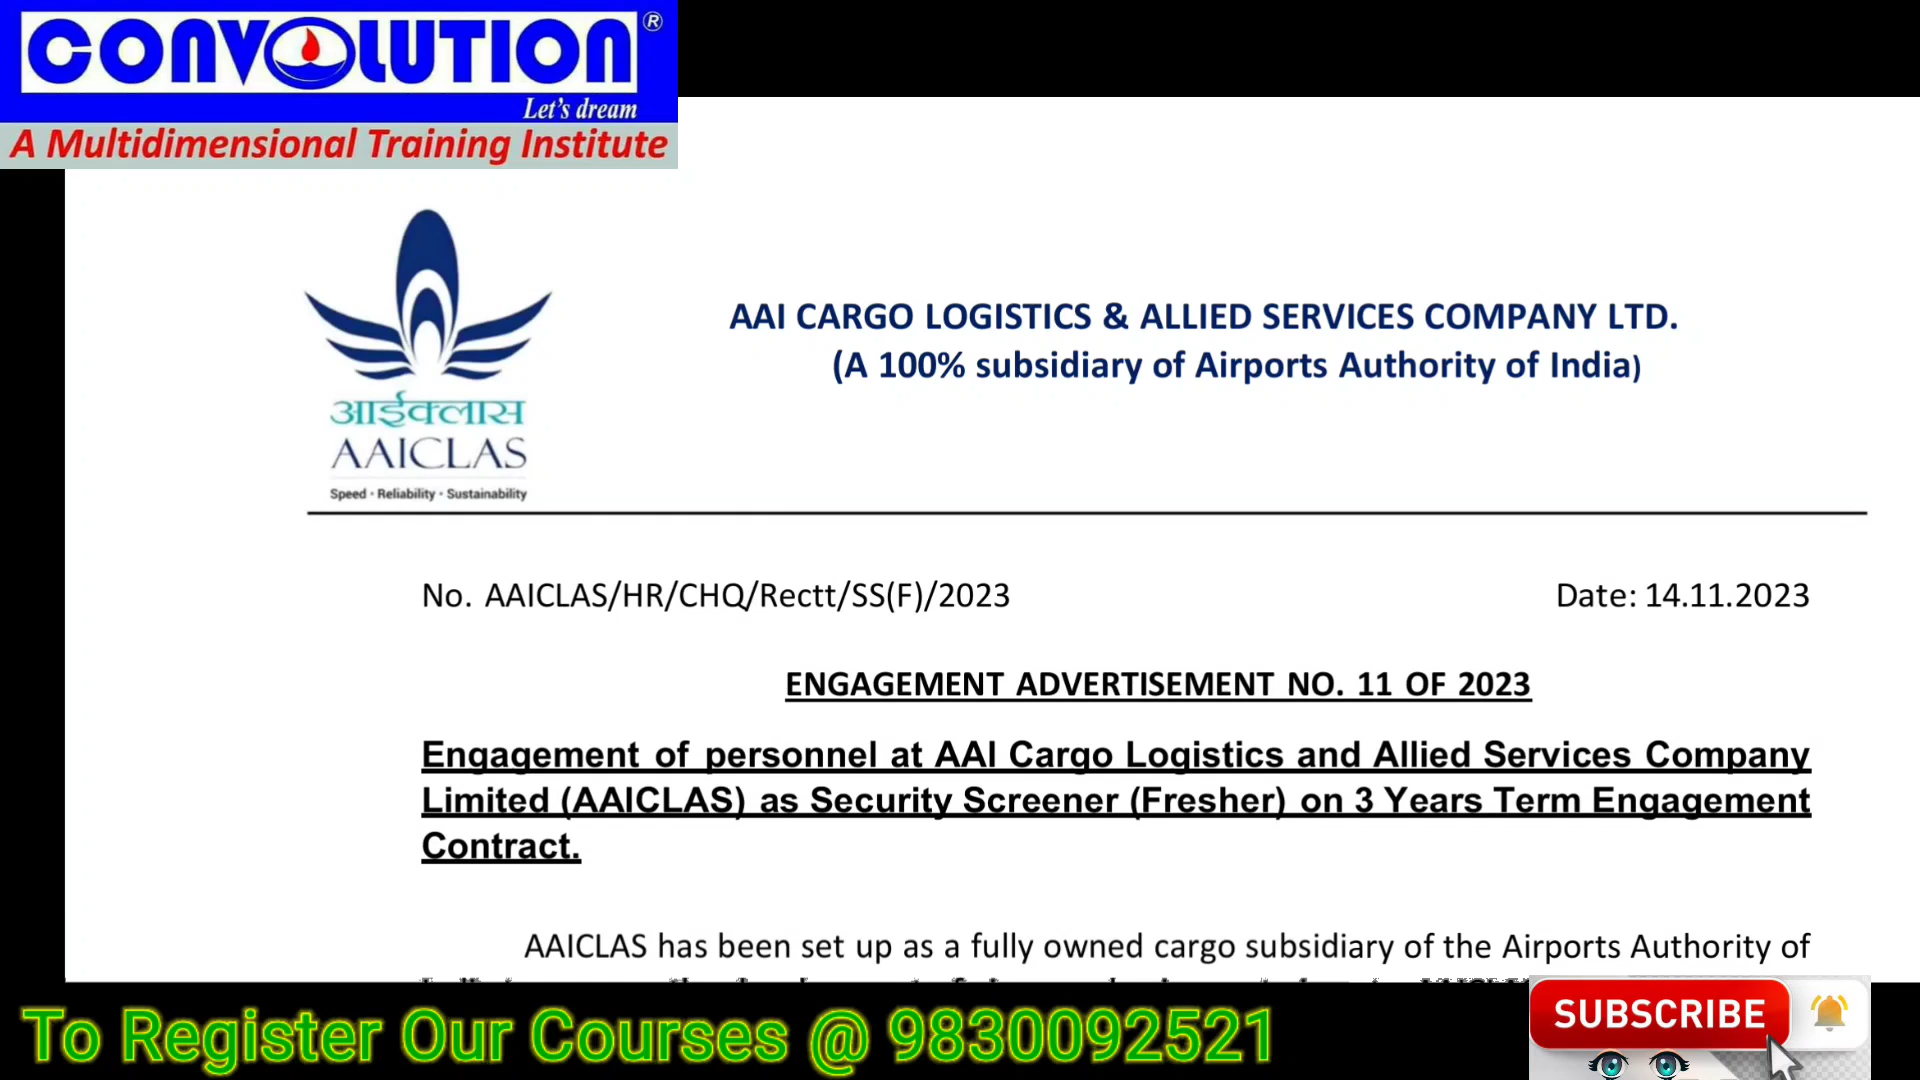 CONVOLUTION®
Let's dream
A Multidimensional Training Institute
आईक्लास
AAICLAS
Speed · Reliability · Sustainability
AAI CARGO LOGISTICS & ALLIED SERVICES COMPANY LTD.
(A 100% subsidiary of Airports Authority of India)
No. AAICLAS/HR/CHQ/Rectt/SS(F)/2023 Date: 14.11.2023
ENGAGEMENT ADVERTISEMENT NO. 11 OF 2023
Engagement of personnel at AAI Cargo Logistics and Allied Services Company
Limited (AAICLAS) as Security Screener (Fresher) on 3 Years Term Engagement
Contract.
AAICLAS has been set up as a fully owned cargo subsidiary of the Airports Authority of
To Register Our Courses @ 9830092521
SUBSCRIBE